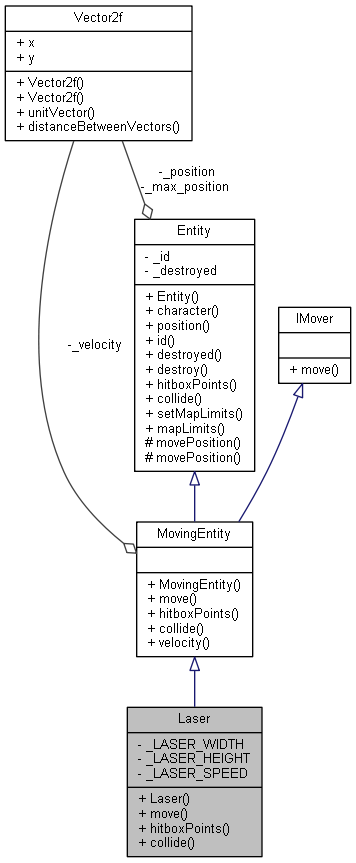 Vector2f
+ x
+ y
+ Vector2f()
+ Vector2f()
+ unitVector()
+ distanceBetweenVectors()
-_position
-_max_position
Entity
- _id
- _destroyed
+ Entity()
+ character()
+ position()
+ id()
+ destroyed()
+ destroy()
+ hitboxPoints()
+ collide()
+ setMapLimits()
+ mapLimits()
# movePosition()
# movePosition()
IMover
+ move()
-_velocity
MovingEntity
+ MovingEntity()
+ move()
+ hitboxPoints()
+ collide()
+ velocity()
Laser
- _LASER_WIDTH
- _LASER_HEIGHT
- _LASER_SPEED
+ Laser()
+ move()
+ hitboxPoints()
+ collide()